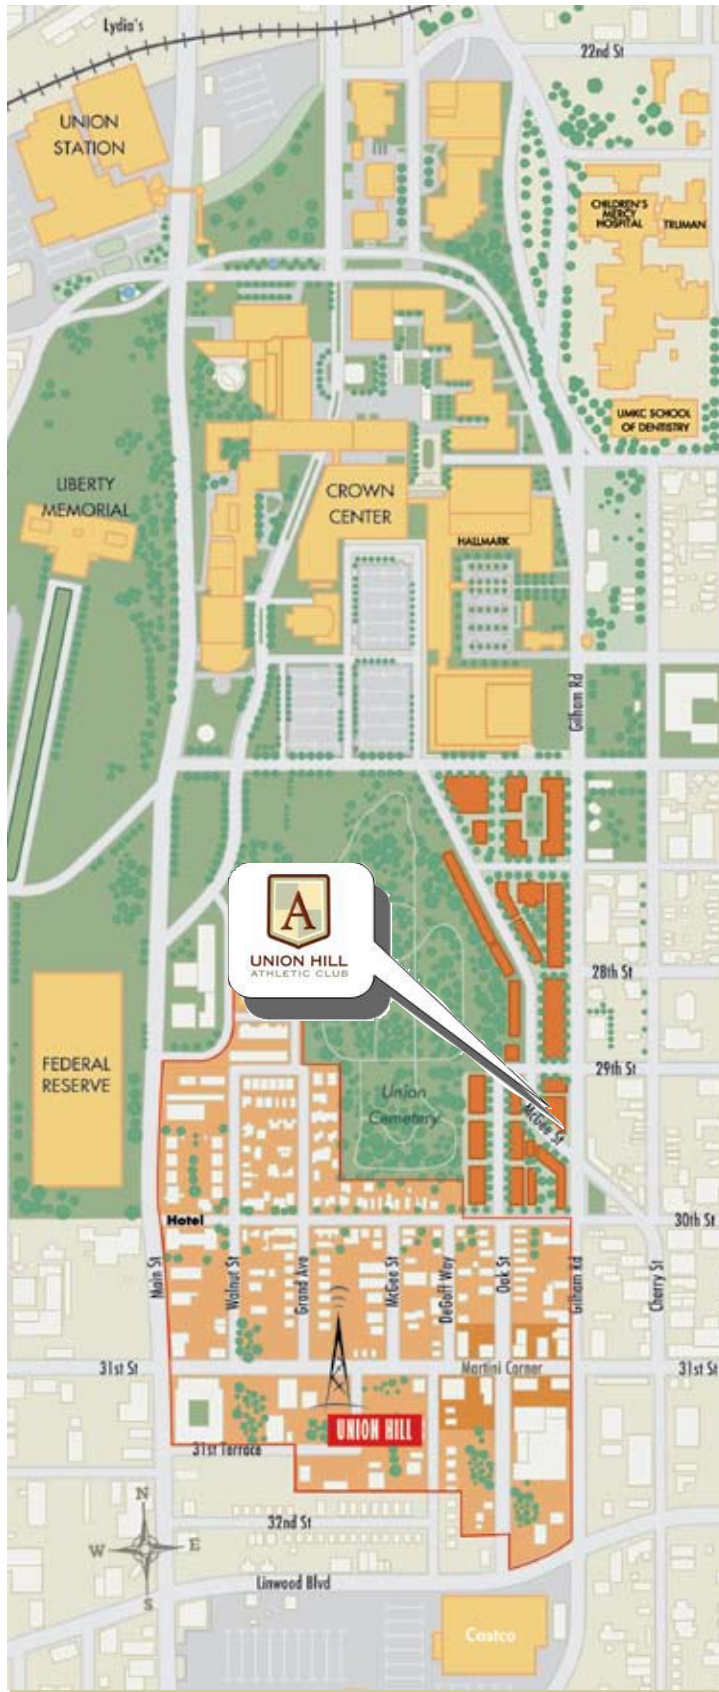 Lydia's
22nd St
UNION
STATION
CHILDREN'S
MERCY
HOSPITAL
TRUMAN
UMKC SCHOOL
OF DENTISTRY
LIBERTY
MEMORIAL
CROWN
CENTER
HALLMARK
Gilham Rd
A
UNION HILL
ATHLETIC CLUB
28th St
FEDERAL
RESERVE
29th St
Union
Cemetery
McGee St
Hotel
30th St
Main St
Walnut St
Grand Ave
McGee St
DeGoff Way
Oak St
Gilham Rd
Cherry St
31st St
Martini Corner
31st St
UNION HILL
31st Terrace
N
W
E
S
32nd St
Linwood Blvd
Costco